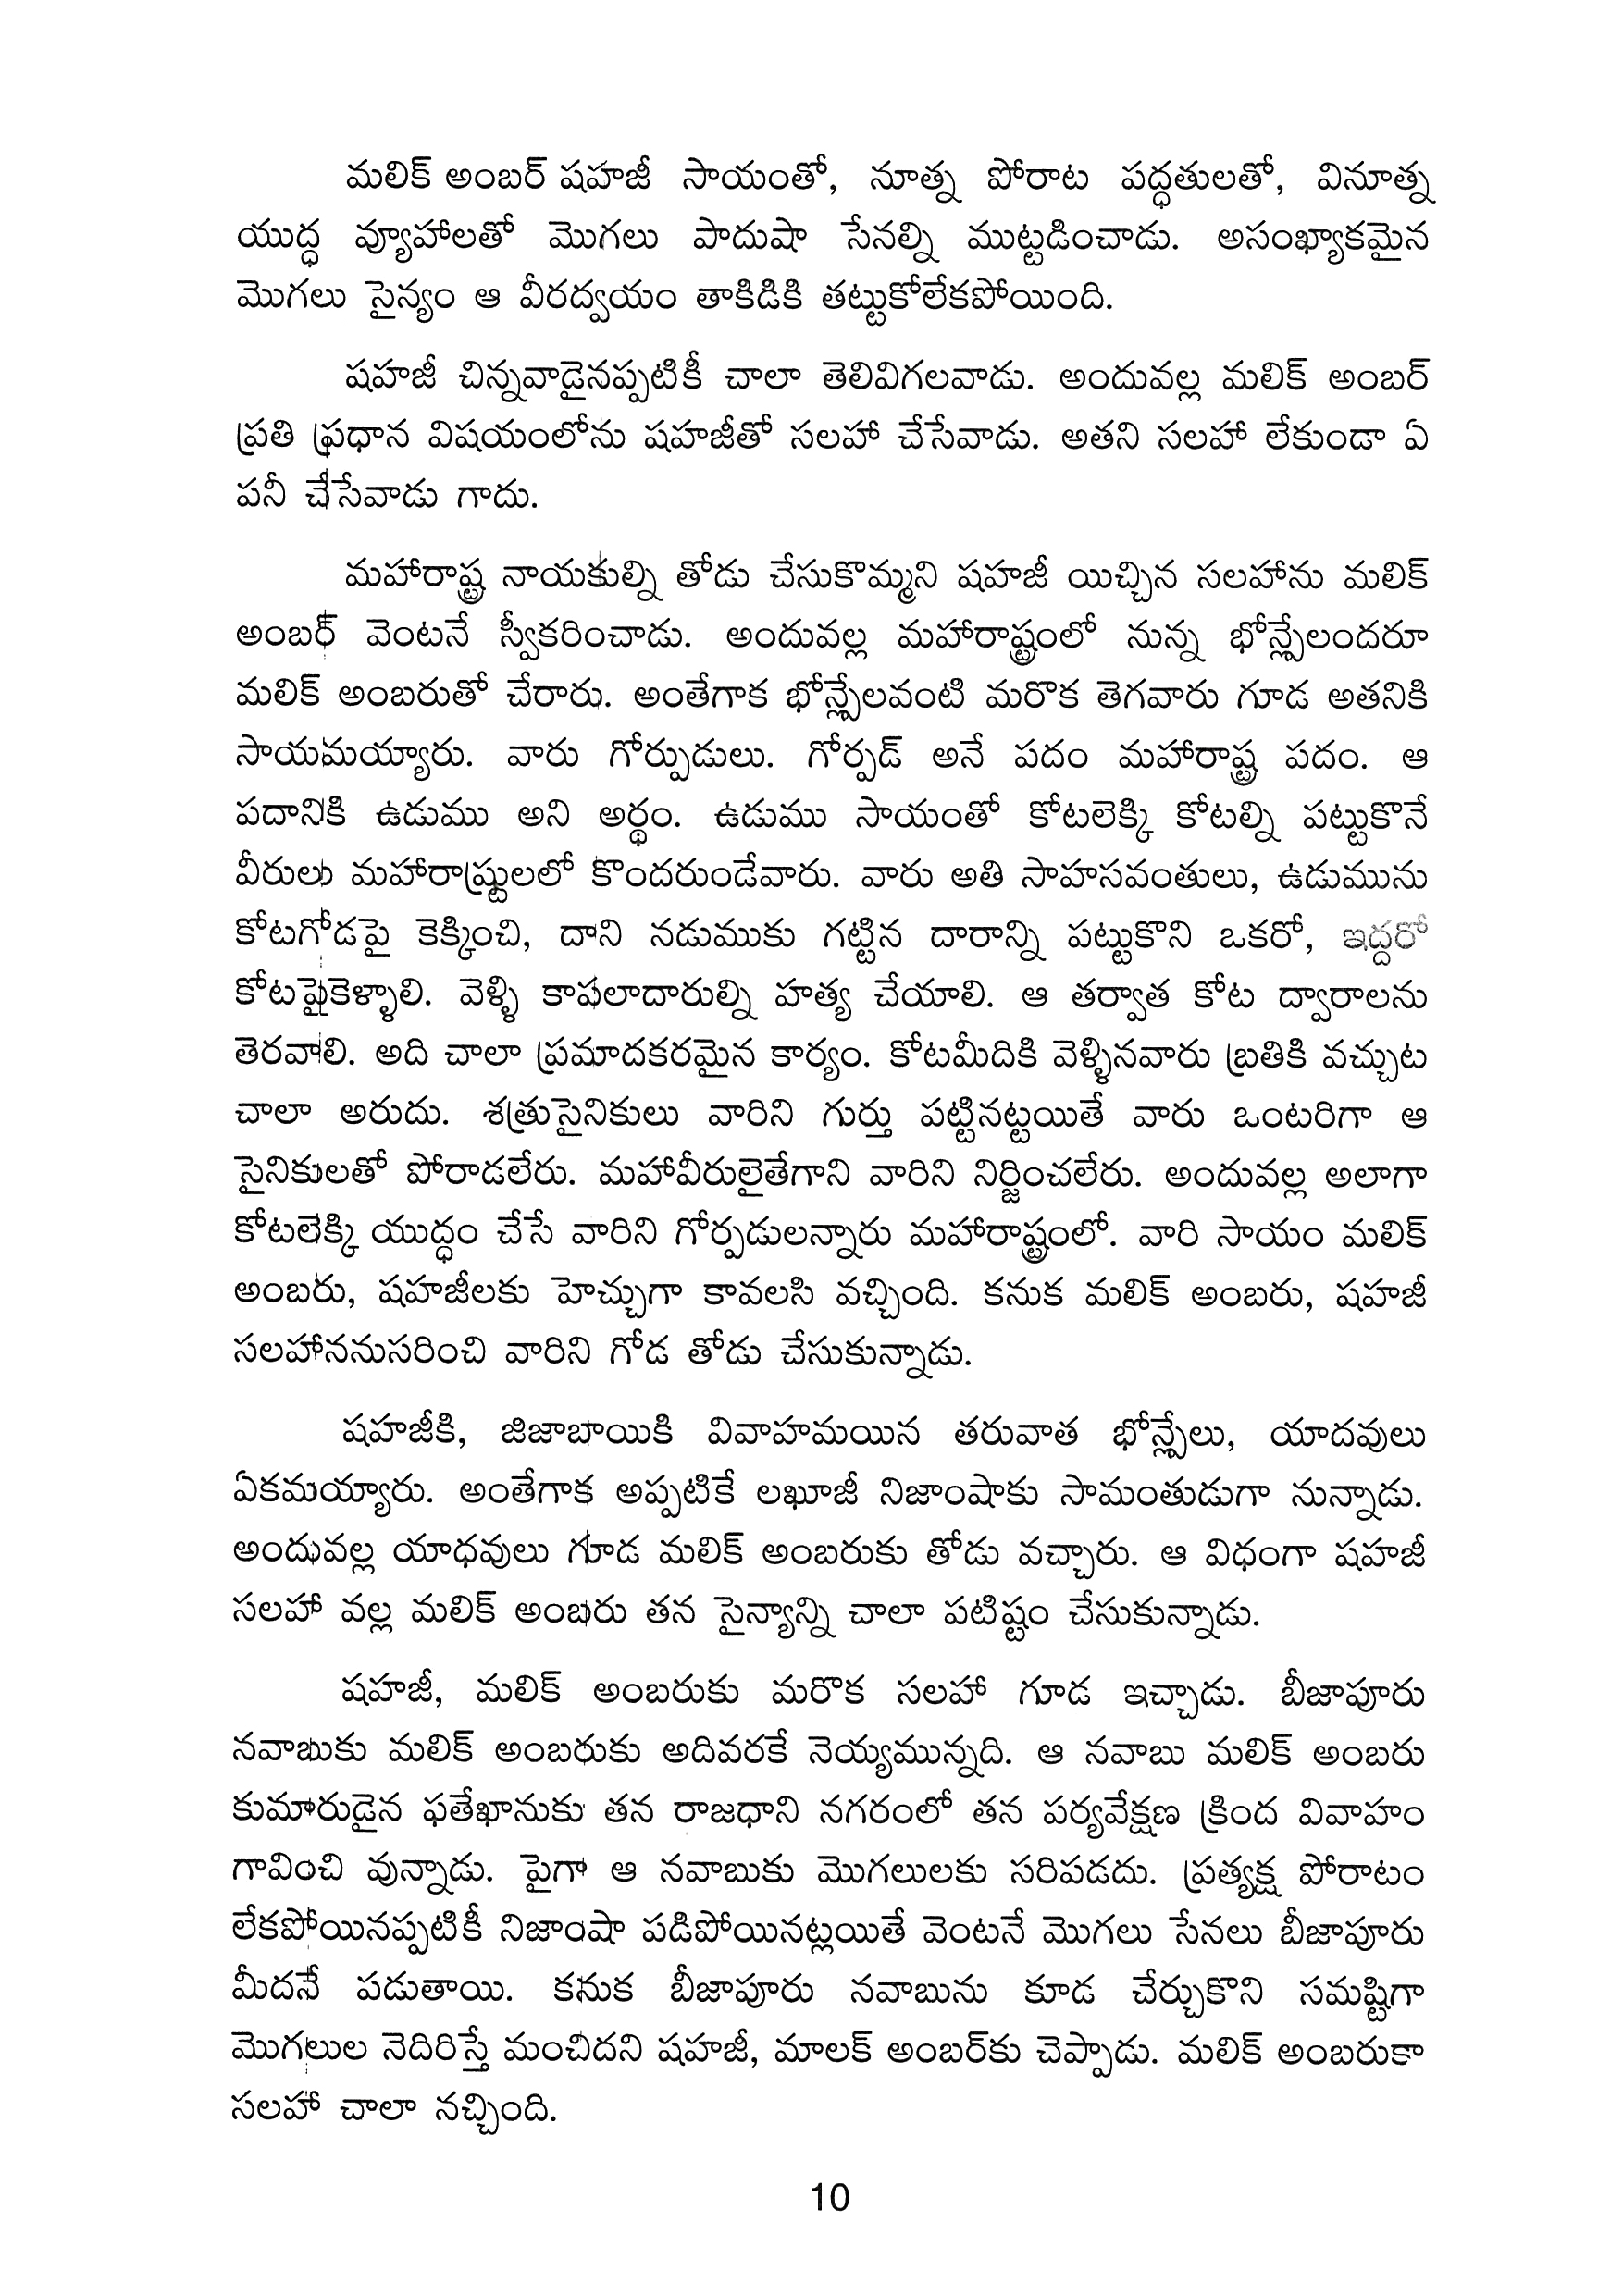 మలిక్ అంబర్ షహజీ సాయంతో, నూత్న పోరాట పద్ధతులతో, వినూత్న
యుద్ధ వ్యూహాలతో మొగలు పాదుషా సేనల్ని ముట్టడించాడు. అసంఖ్యాకమైన
మొగలు సైన్యం ఆ వీరద్వయం తాకిడికి తట్టుకోలేకపోయింది.
షహజీ చిన్నవాడైనప్పటికీ చాలా తెలివిగలవాడు. అందువల్ల మలిక్ అంబర్
ప్రతి ప్రధాన విషయంలోను షహజీతో సలహా చేసేవాడు. అతని సలహా లేకుండా ఏ
పనీ చేసేవాడు గాదు.
మహారాష్ట్ర నాయకుల్ని తోడు చేసుకొమ్మని షహజీ యిచ్చిన సలహాను మలిక్
అంబర్ వెంటనే స్వీకరించాడు. అందువల్ల మహారాష్ట్రంలో నున్న భోన్స్లేలందరూ
మలిక్ అంబరుతో చేరారు. అంతేగాక భోన్స్లేలవంటి మరొక తెగవారు గూడ అతనికి
సాయమయ్యారు. వారు గోర్పుడులు. గోర్పడ్ అనే పదం మహారాష్ట్ర పదం. ఆ
పదానికి ఉడుము అని అర్థం. ఉడుము సాయంతో కోటలెక్కి కోటల్ని పట్టుకొనే
వీరులు మహారాష్ట్రులలో కొందరుండేవారు. వారు అతి సాహసవంతులు, ఉడుమును
కోటగోడపై కెక్కించి, దాని నడుముకు గట్టిన దారాన్ని పట్టుకొని ఒకరో, ఇద్దరో
కోటపైకెళ్ళాలి. వెళ్ళి కాపలాదారుల్ని హత్య చేయాలి. ఆ తర్వాత కోట ద్వారాలను
తెరవాలి. అది చాలా ప్రమాదకరమైన కార్యం. కోటమీదికి వెళ్ళినవారు బ్రతికి వచ్చుట
చాలా అరుదు. శత్రుసైనికులు వారిని గుర్తు పట్టినట్టయితే వారు ఒంటరిగా ఆ
సైనికులతో పోరాడలేరు. మహావీరులైతేగాని వారిని నిర్జించలేరు. అందువల్ల అలాగా
కోటలెక్కి యుద్ధం చేసే వారిని గోర్పడులన్నారు మహారాష్ట్రంలో. వారి సాయం మలిక్
అంబరు, షహజీలకు హెచ్చుగా కావలసి వచ్చింది. కనుక మలిక్ అంబరు, షహజీ
సలహాననుసరించి వారిని గోడ తోడు చేసుకున్నాడు.
షహజీకి, జిజాబాయికి వివాహమయిన తరువాత భోన్స్లేలు, యాదవులు
ఏకమయ్యారు. అంతేగాక అప్పటికే లఖూజీ నిజాంషాకు సామంతుడుగా నున్నాడు.
అందువల్ల యాధవులు గూడ మలిక్ అంబరుకు తోడు వచ్చారు. ఆ విధంగా షహజీ
సలహా వల్ల మలిక్ అంబరు తన సైన్యాన్ని చాలా పటిష్టం చేసుకున్నాడు.
షహజీ, మలిక్ అంబరుకు మరొక సలహా గూడ ఇచ్చాడు. బీజాపూరు
నవాబుకు మలిక్ అంబరుకు అదివరకే నెయ్యమున్నది. ఆ నవాబు మలిక్ అంబరు
కుమారుడైన ఫతేఖానుకు తన రాజధాని నగరంలో తన పర్యవేక్షణ క్రింద వివాహం
గావించి వున్నాడు. పైగా ఆ నవాబుకు మొగలులకు సరిపడదు. ప్రత్యక్ష పోరాటం
లేకపోయినప్పటికీ నిజాంషా పడిపోయినట్లయితే వెంటనే మొగలు సేనలు బీజాపూరు
మీదనే పడుతాయి. కనుక బీజాపూరు నవాబును కూడ చేర్చుకొని సమష్టిగా
మొగలుల నెదిరిస్తే మంచిదని షహజీ, మాలక్ అంబర్‌కు చెప్పాడు. మలిక్ అంబరుకా
సలహా చాలా నచ్చింది.
10